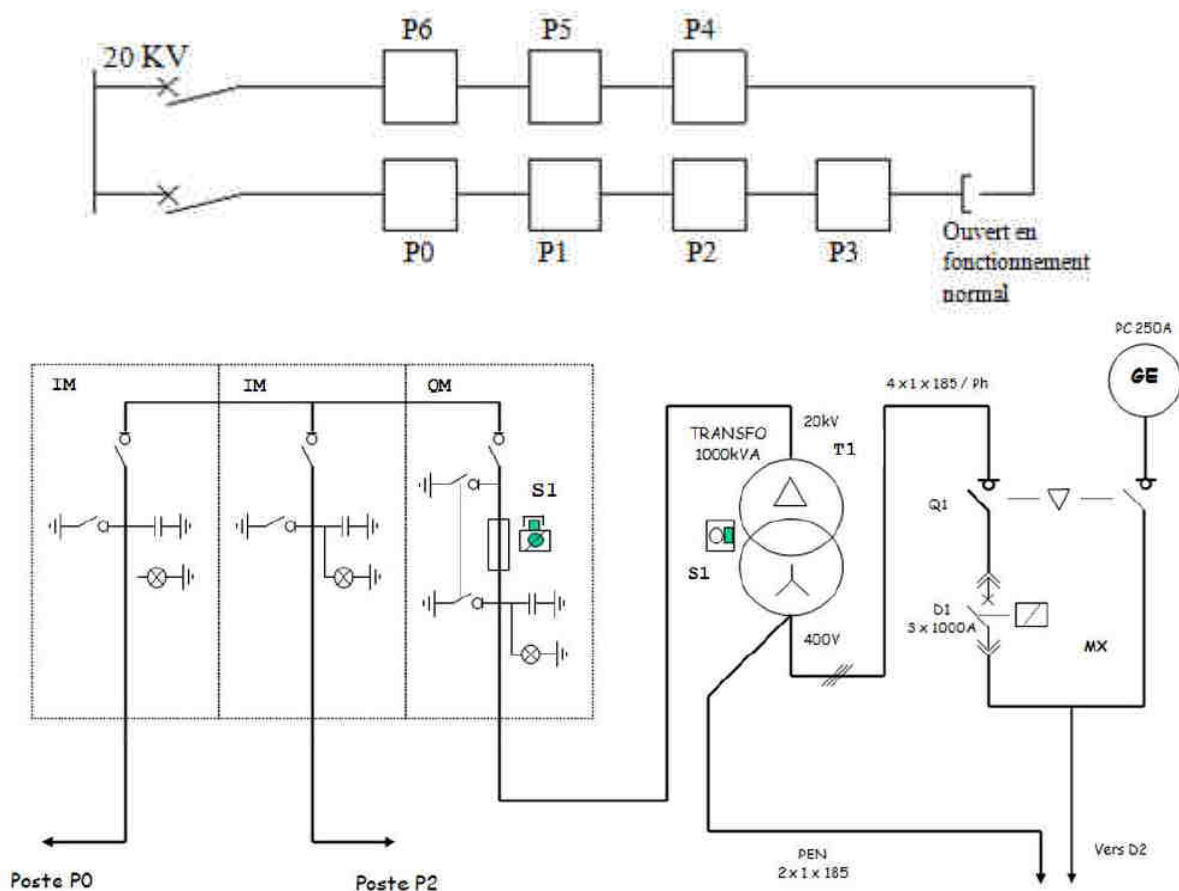 P6
P5
P4
20 KV
P0
P1
P2
P3
Ouvert en
fonctionnement
normal
PC 250A
GE
IM
IM
QM
S1
4 x 1 x 185 / Ph
20kV
TRANSFO
1000kVA
T1
Q1
S1
D1
3 x 1000A
400V
MX
PEN
2 x 1 x 185
Vers D2
Poste P0
Poste P2